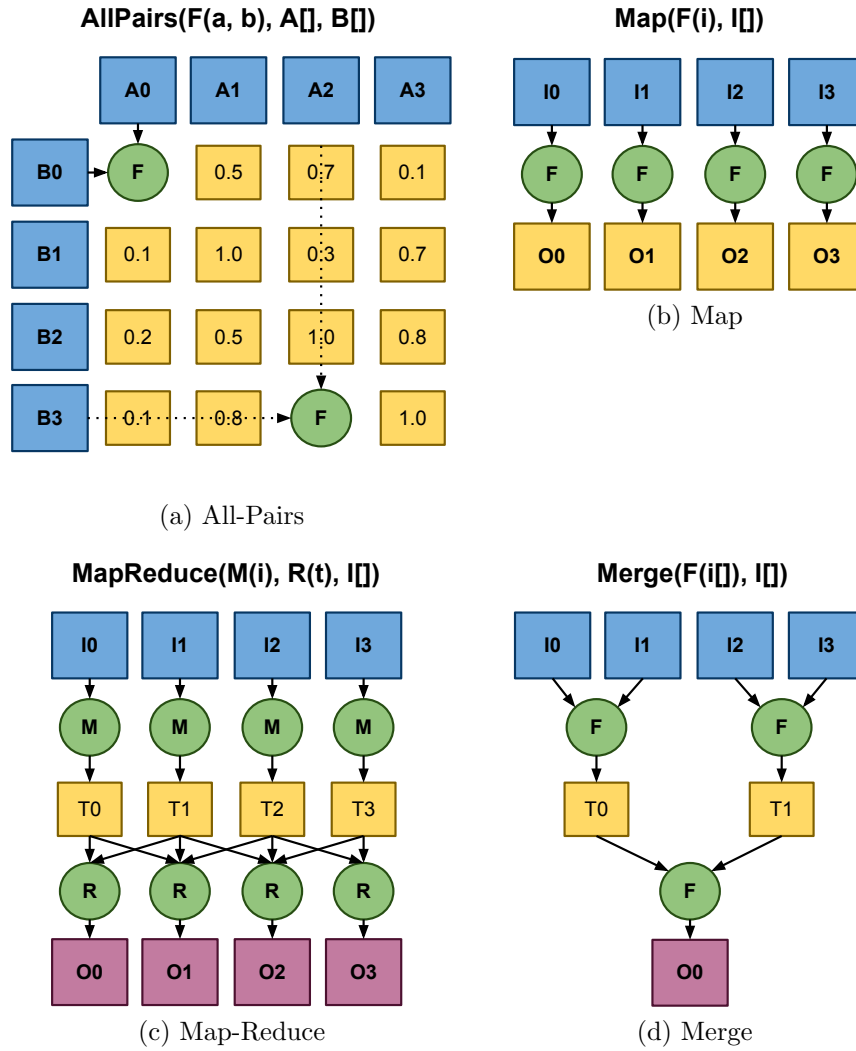 AllPairs(F(a, b), A[], B[])
A0 A1 A2 A3
B0 F 0.5 0.7 0.1
B1 0.1 1.0 0.3 0.7
B2 0.2 0.5 1.0 0.8
B3 0.1 0.8 F 1.0
(a) All-Pairs
Map(F(i), I[])
I0 I1 I2 I3
F F F F
O0 O1 O2 O3
(b) Map
MapReduce(M(i), R(t), I[])
I0 I1 I2 I3
M M M M
T0 T1 T2 T3
R R R R
O0 O1 O2 O3
(c) Map-Reduce
Merge(F(i[]), I[])
I0 I1 I2 I3
F F
T0 T1
F
O0
(d) Merge